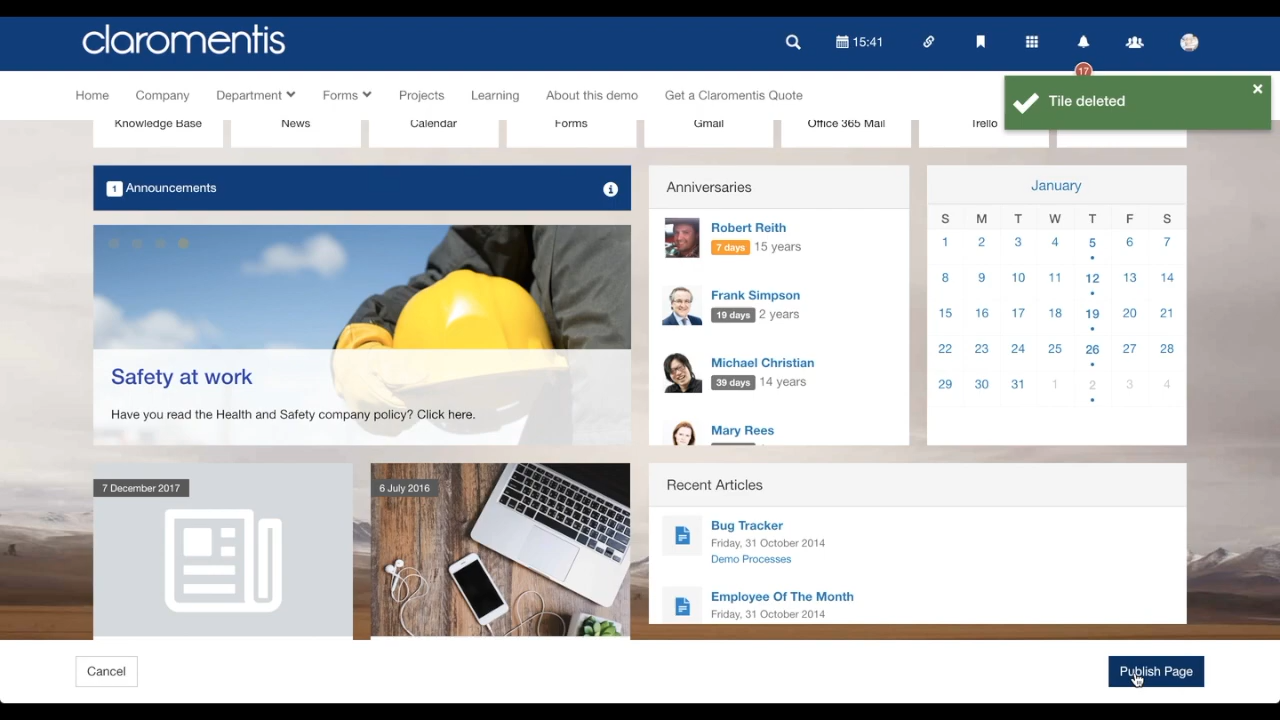 claromentis
15:41
17
Home Company Department Forms Projects Learning About this demo Get a Claromentis Quote
Tile deleted
Knowledge Base News Calendar Forms Gmail Office 365 Mail Trello
1 Announcements
Safety at work
Have you read the Health and Safety company policy? Click here.
Anniversaries
Robert Reith
7 days 15 years
Frank Simpson
19 days 2 years
Michael Christian
39 days 14 years
Mary Rees
January
S M T W T F S
1 2 3 4 5 6 7
8 9 10 11 12 13 14
15 16 17 18 19 20 21
22 23 24 25 26 27 28
29 30 31 1 2 3 4
7 December 2017
6 July 2016
Recent Articles
Bug Tracker
Friday, 31 October 2014
Demo Processes
Employee Of The Month
Friday, 31 October 2014
Cancel
Publish Page